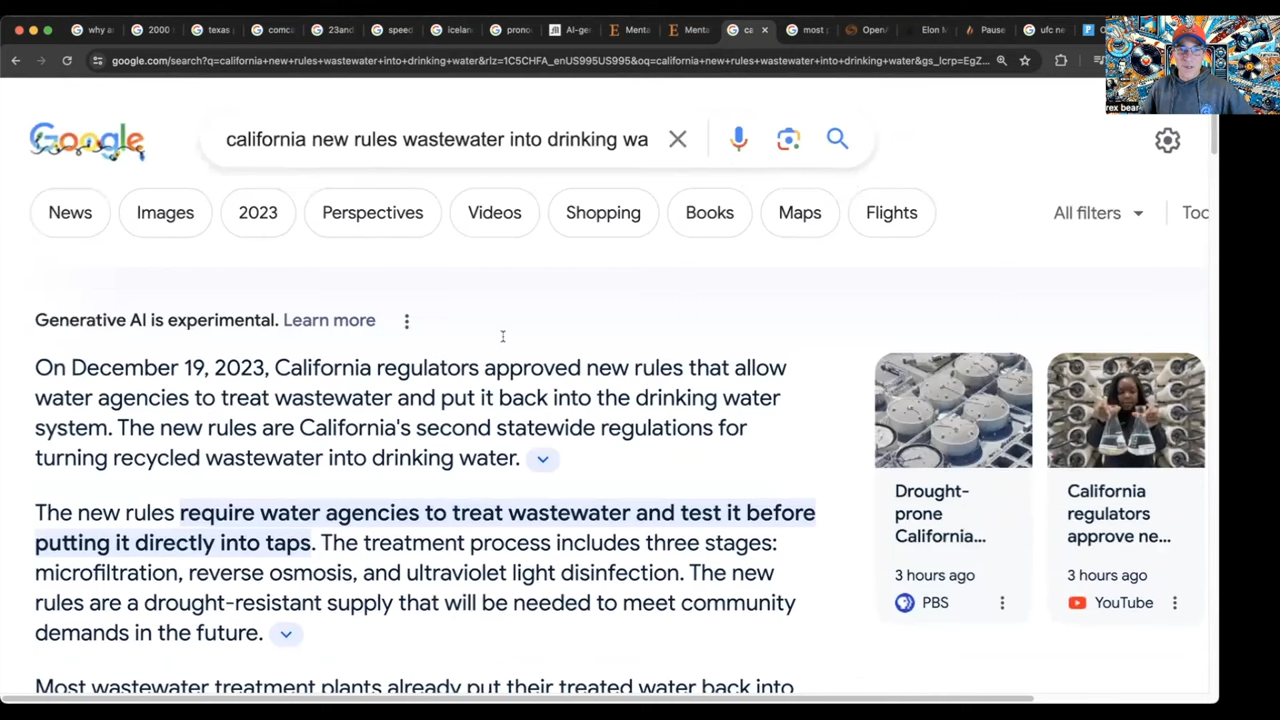 why ar
2000
texas
comca
23and
speed
icelan
prono
AI-gen
Menta
Menta
ca
most p
OpenA
Elon M
Pause
ufc ne
google.com/search?q=california+new+rules+wastewater+into+drinking+water&rlz=1C5CHFA_enUS995US995&oq=california+new+rules+wastewater+into+drinking+water&gs_lcrp=EgZ...
rex bear
Google
california new rules wastewater into drinking wa
News Images 2023 Perspectives Videos Shopping Books Maps Flights All filters Too
Generative AI is experimental. Learn more
On December 19, 2023, California regulators approved new rules that allow
water agencies to treat wastewater and put it back into the drinking water
system. The new rules are California's second statewide regulations for
turning recycled wastewater into drinking water.
The new rules require water agencies to treat wastewater and test it before
putting it directly into taps. The treatment process includes three stages:
microfiltration, reverse osmosis, and ultraviolet light disinfection. The new
rules are a drought-resistant supply that will be needed to meet community
demands in the future.
Most wastewater treatment plants already put their treated water back into
Drought-
prone
California...
3 hours ago
PBS
California
regulators
approve ne...
3 hours ago
YouTube